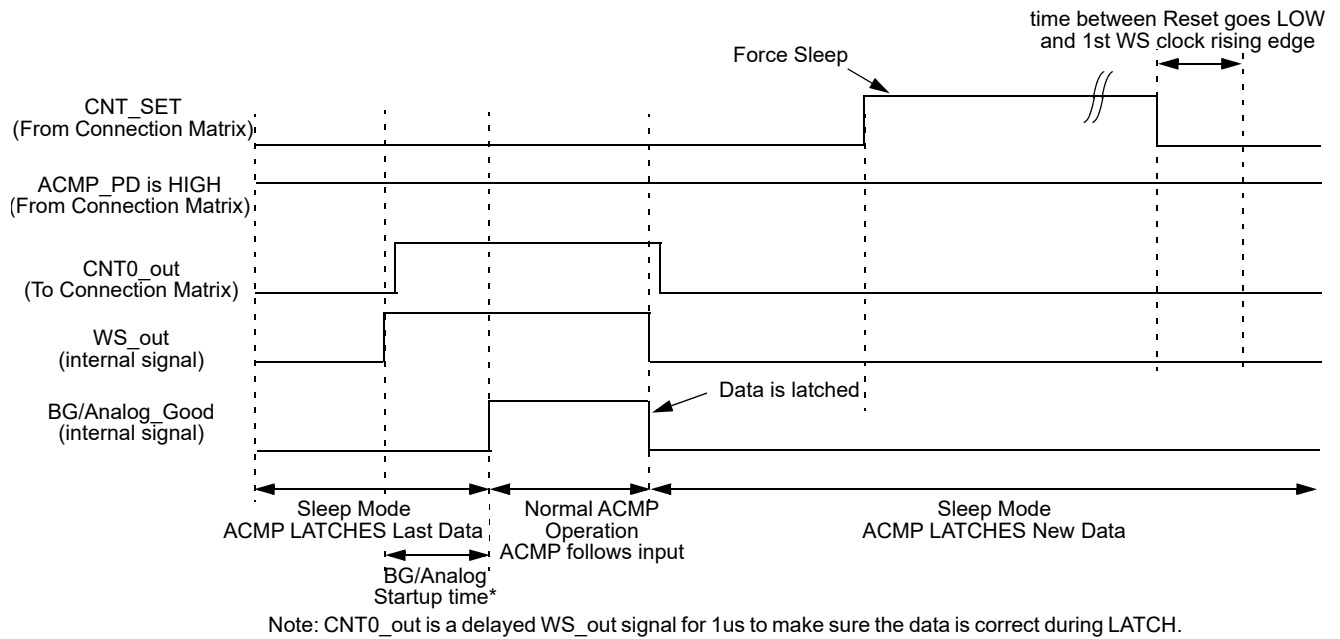 time between Reset goes LOW
and 1st WS clock rising edge
Force Sleep
CNT_SET
(From Connection Matrix)
ACMP_PD is HIGH
(From Connection Matrix)
CNT0_out
(To Connection Matrix)
WS_out
(internal signal)
Data is latched
BG/Analog_Good
(internal signal)
Sleep Mode
ACMP LATCHES Last Data
Normal ACMP
Operation
ACMP follows input
Sleep Mode
ACMP LATCHES New Data
BG/Analog
Startup time*
Note: CNT0_out is a delayed WS_out signal for 1us to make sure the data is correct during LATCH.